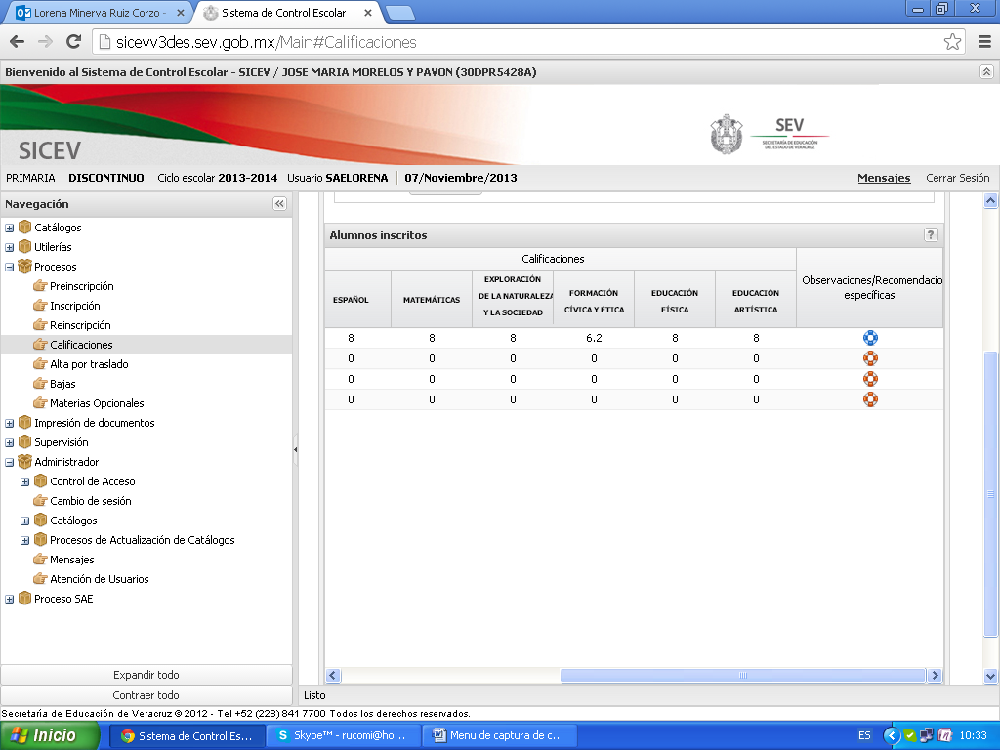 Lorena Minerva Ruiz Corzo -
Sistema de Control Escolar
sicevv3des.sev.gob.mx/Main#Calificaciones
Bienvenido al Sistema de Control Escolar - SICEV / JOSE MARIA MORELOS Y PAVON (30DPR5428A)
SICEV
SEV
SECRETARÍA DE EDUCACIÓN
DEL ESTADO DE VERACRUZ
PRIMARIA DISCONTINUO Ciclo escolar 2013-2014 Usuario SAELORENA 07/Noviembre/2013 Mensajes Cerrar Sesión
Navegación
Catálogos
Utilerías
Procesos
Preinscripción
Inscripción
Reinscripción
Calificaciones
Alta por traslado
Bajas
Materias Opcionales
Impresión de documentos
Supervisión
Administrador
Control de Acceso
Cambio de sesión
Catálogos
Procesos de Actualización de Catálogos
Mensajes
Atención de Usuarios
Proceso SAE
Expandir todo
Contraer todo
Alumnos inscritos
?
Calificaciones
ESPAÑOL
MATEMÁTICAS
EXPLORACIÓN
DE LA NATURALEZA
Y LA SOCIEDAD
FORMACIÓN
CÍVICA Y ÉTICA
EDUCACIÓN
FÍSICA
EDUCACIÓN
ARTÍSTICA
Observaciones/Recomendacio
específicas
8 8 8 6.2 8 8
0 0 0 0 0 0
0 0 0 0 0 0
0 0 0 0 0 0
Listo
Secretaría de Educación de Veracruz © 2012 - Tel +52 (228) 841 7700 Todos los derechos reservados.
Inicio
Sistema de Control Es...
Skype™ - rucomi@ho...
Menu de captura de c...
ES
10:33